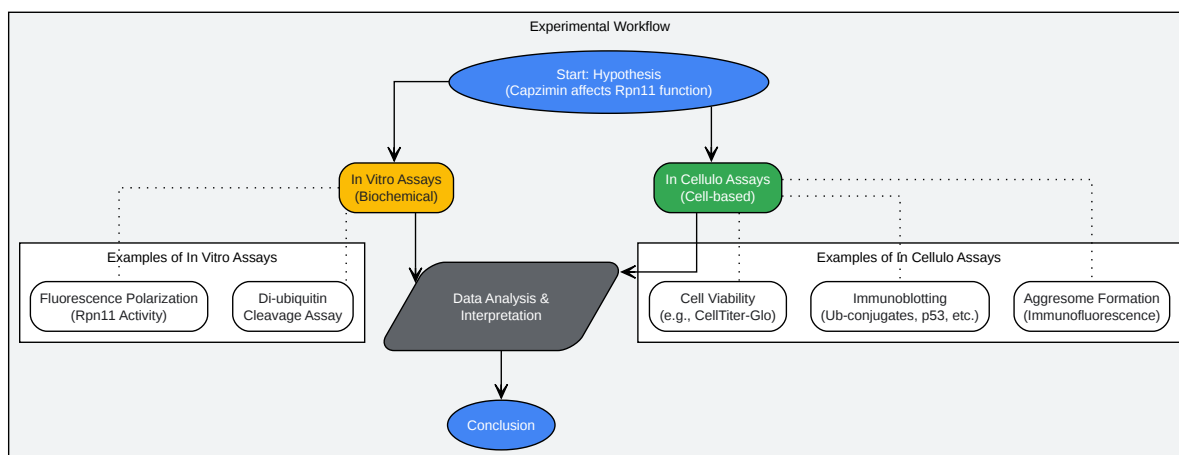 Experimental Workflow
Start: Hypothesis
(Capzimin affects Rpn11 function)
In Vitro Assays
(Biochemical)
In Cellulo Assays
(Cell-based)
Examples of In Vitro Assays
Fluorescence Polarization
(Rpn11 Activity)
Di-ubiquitin
Cleavage Assay
Data Analysis &
Interpretation
Examples of In Cellulo Assays
Cell Viability
(e.g., CellTiter-Glo)
Immunoblotting
(Ub-conjugates, p53, etc.)
Aggresome Formation
(Immunofluorescence)
Conclusion